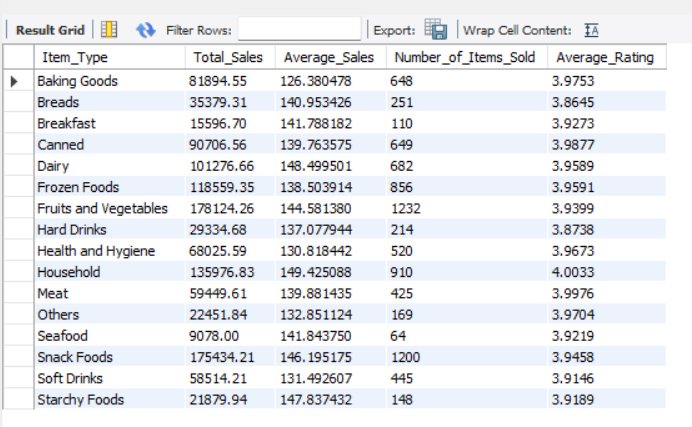 Result Grid Filter Rows: Export: Wrap Cell Content:
Item_Type Total_Sales Average_Sales Number_of_Items_Sold Average_Rating
Baking Goods 81894.55 126.380478 648 3.9753
Breads 35379.31 140.953426 251 3.8645
Breakfast 15596.70 141.788182 110 3.9273
Canned 90706.56 139.763575 649 3.9877
Dairy 101276.66 148.499501 682 3.9589
Frozen Foods 118559.35 138.503914 856 3.9591
Fruits and Vegetables 178124.26 144.581380 1232 3.9399
Hard Drinks 29334.68 137.077944 214 3.8738
Health and Hygiene 68025.59 130.818442 520 3.9673
Household 135976.83 149.425088 910 4.0033
Meat 59449.61 139.881435 425 3.9976
Others 22451.84 132.851124 169 3.9704
Seafood 9078.00 141.843750 64 3.9219
Snack Foods 175434.21 146.195175 1200 3.9458
Soft Drinks 58514.21 131.492607 445 3.9146
Starchy Foods 21879.94 147.837432 148 3.9189